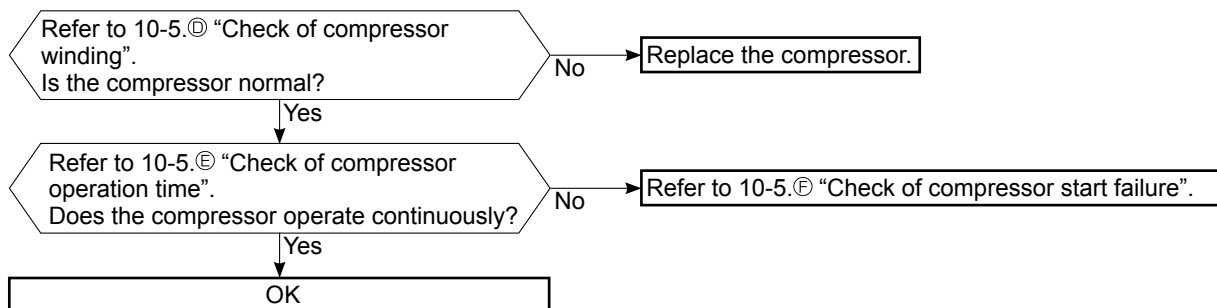 Refer to 10-5.Ⓓ “Check of compressor
winding”.
Is the compressor normal?
No
Replace the compressor.
Yes
Refer to 10-5.Ⓔ “Check of compressor
operation time”.
Does the compressor operate continuously?
No
Refer to 10-5.Ⓕ “Check of compressor start failure”.
Yes
OK